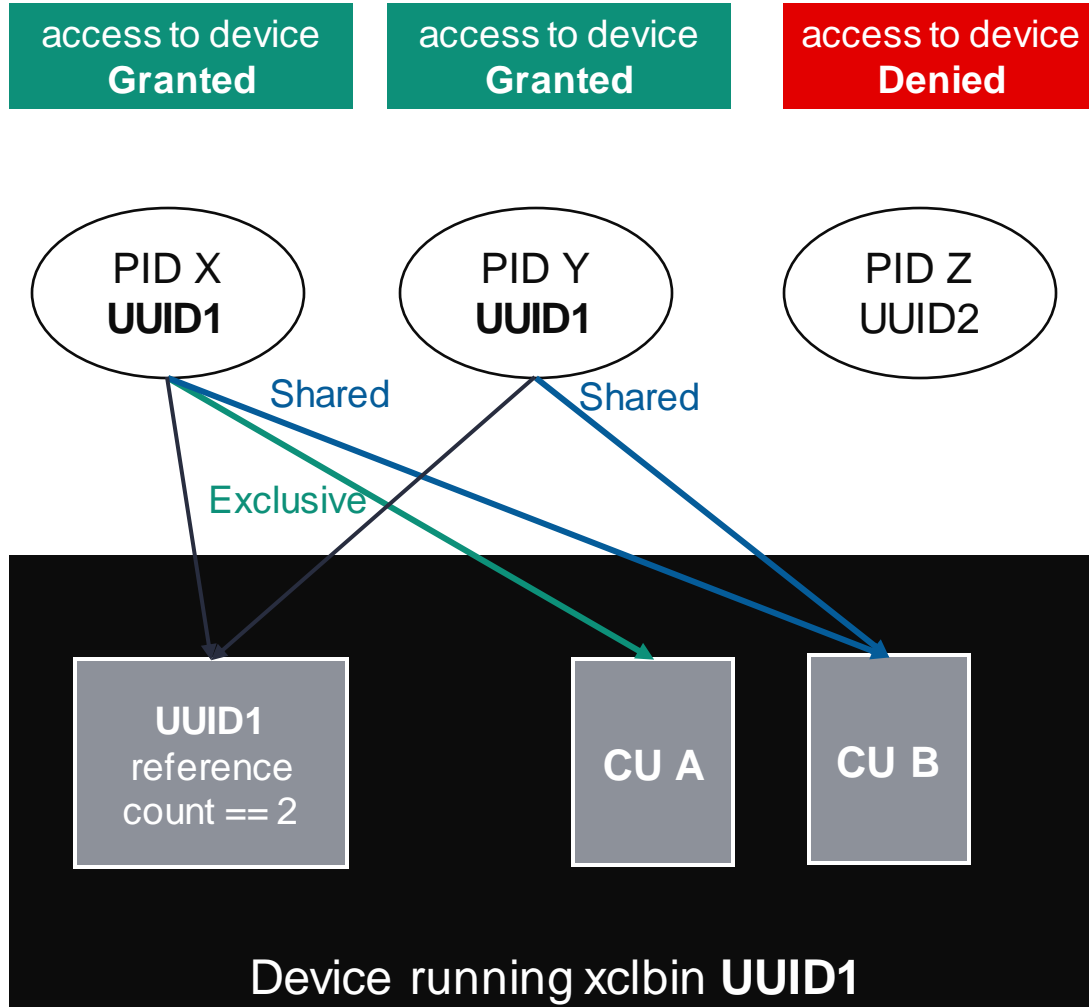 access to device
Granted
access to device
Granted
access to device
Denied
PID X
UUID1
PID Y
UUID1
PID Z
UUID2
Shared
Shared
Exclusive
UUID1
reference
count == 2
CU A
CU B
Device running xclbin UUID1